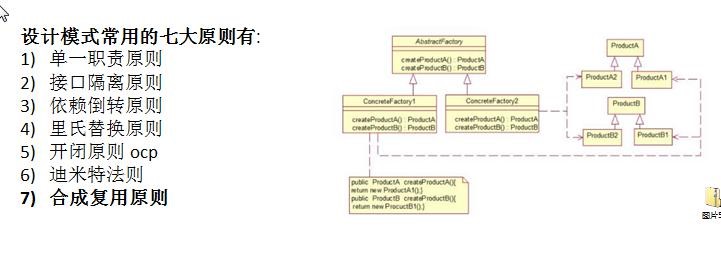 设计模式常用的七大原则有:
1) 单一职责原则
2) 接口隔离原则
3) 依赖倒转原则
4) 里氏替换原则
5) 开闭原则 ocp
6) 迪米特法则
7) 合成复用原则
AbstractFactory
createProductA() : ProductA
createProductB() : ProductB
ConcreteFactory1
createProductA() : ProductA
createProductB() : ProductB
ConcreteFactory2
createProductA() : ProductA
createProductB() : ProductB
ProductA
ProductA2
ProductA1
ProductB
ProductB2
ProductB1
public ProductA createProductA(){
return new ProductA1();}
public ProductB createProductB(){
return new ProcuctB1();}
图片